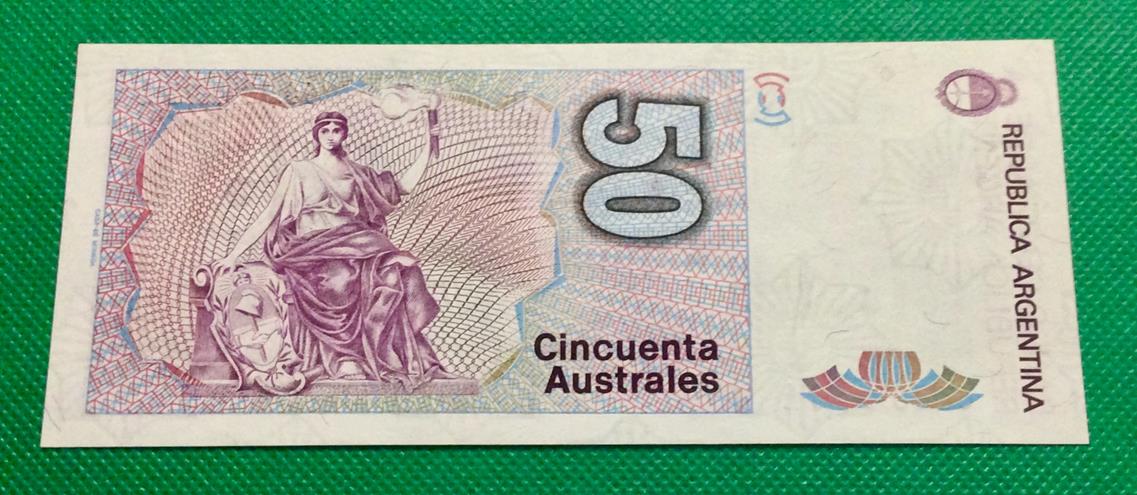 50
Cincuenta
Australes
REPUBLICA ARGENTINA